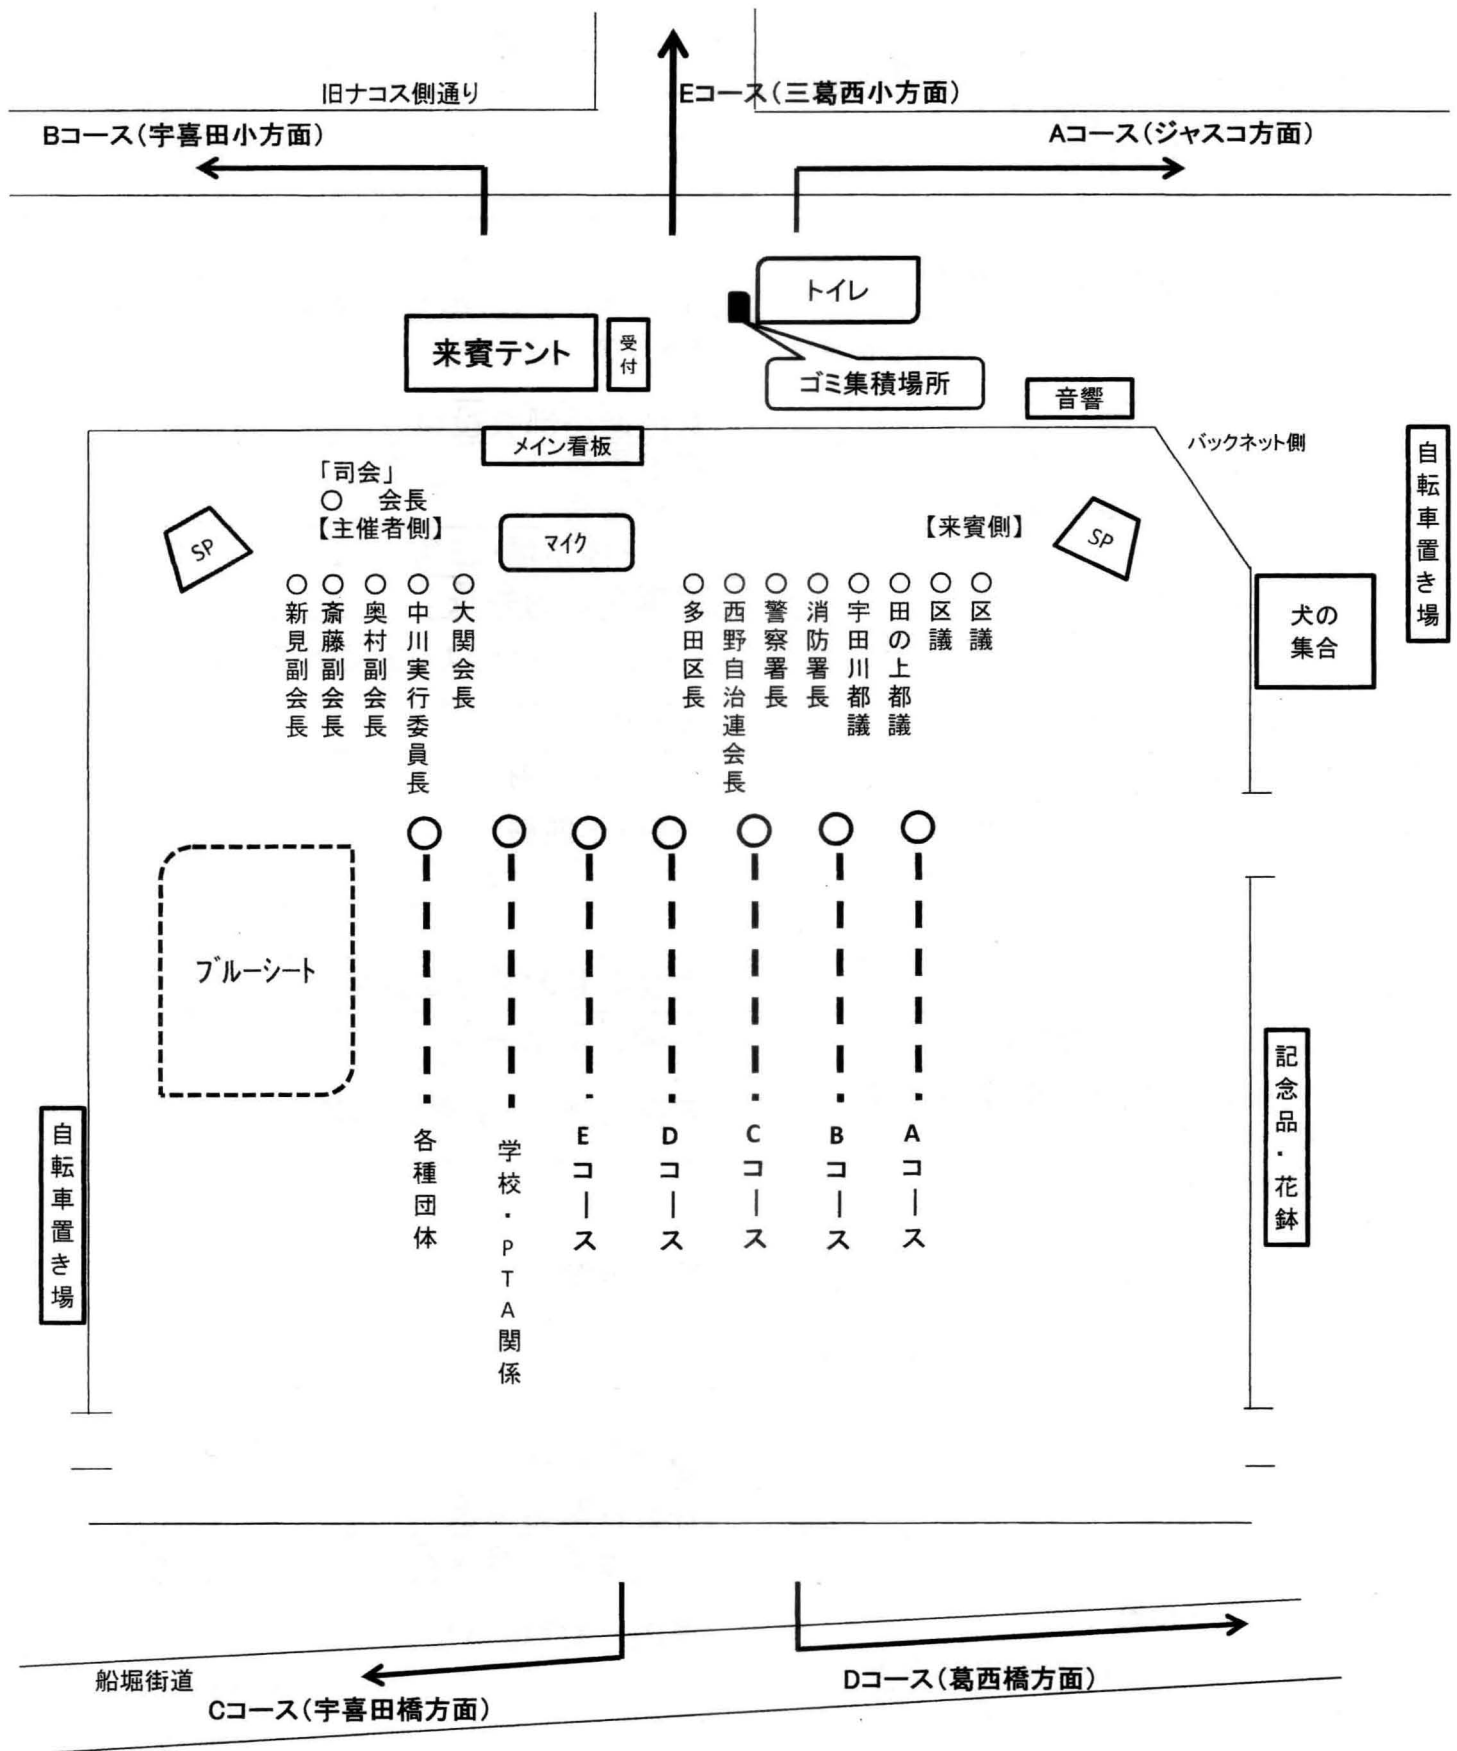 旧ナコス側通り
Eコース(三葛西小方面)
Bコース(宇喜田小方面)
Aコース(ジャスコ方面)
トイレ
来賓テント
受付
ゴミ集積場所
音響
メイン看板
バックネット側
自転車置き場
「司会」
○ 会長
【主催者側】
マイク
【来賓側】
SP
SP
犬の
集合
○新見副会長
○斎藤副会長
○奥村副会長
○中川実行委員長
○大関会長
○多田区長
○西野自治連会長
○警察署長
○消防署長
○宇田川都議
○田の上都議
○区議
○区議
ブルーシート
各種団体
学校・PTA関係
Eコース
Dコース
Cコース
Bコース
Aコース
記念品・花鉢
自転車置き場
船堀街道
Cコース(宇喜田橋方面)
Dコース(葛西橋方面)